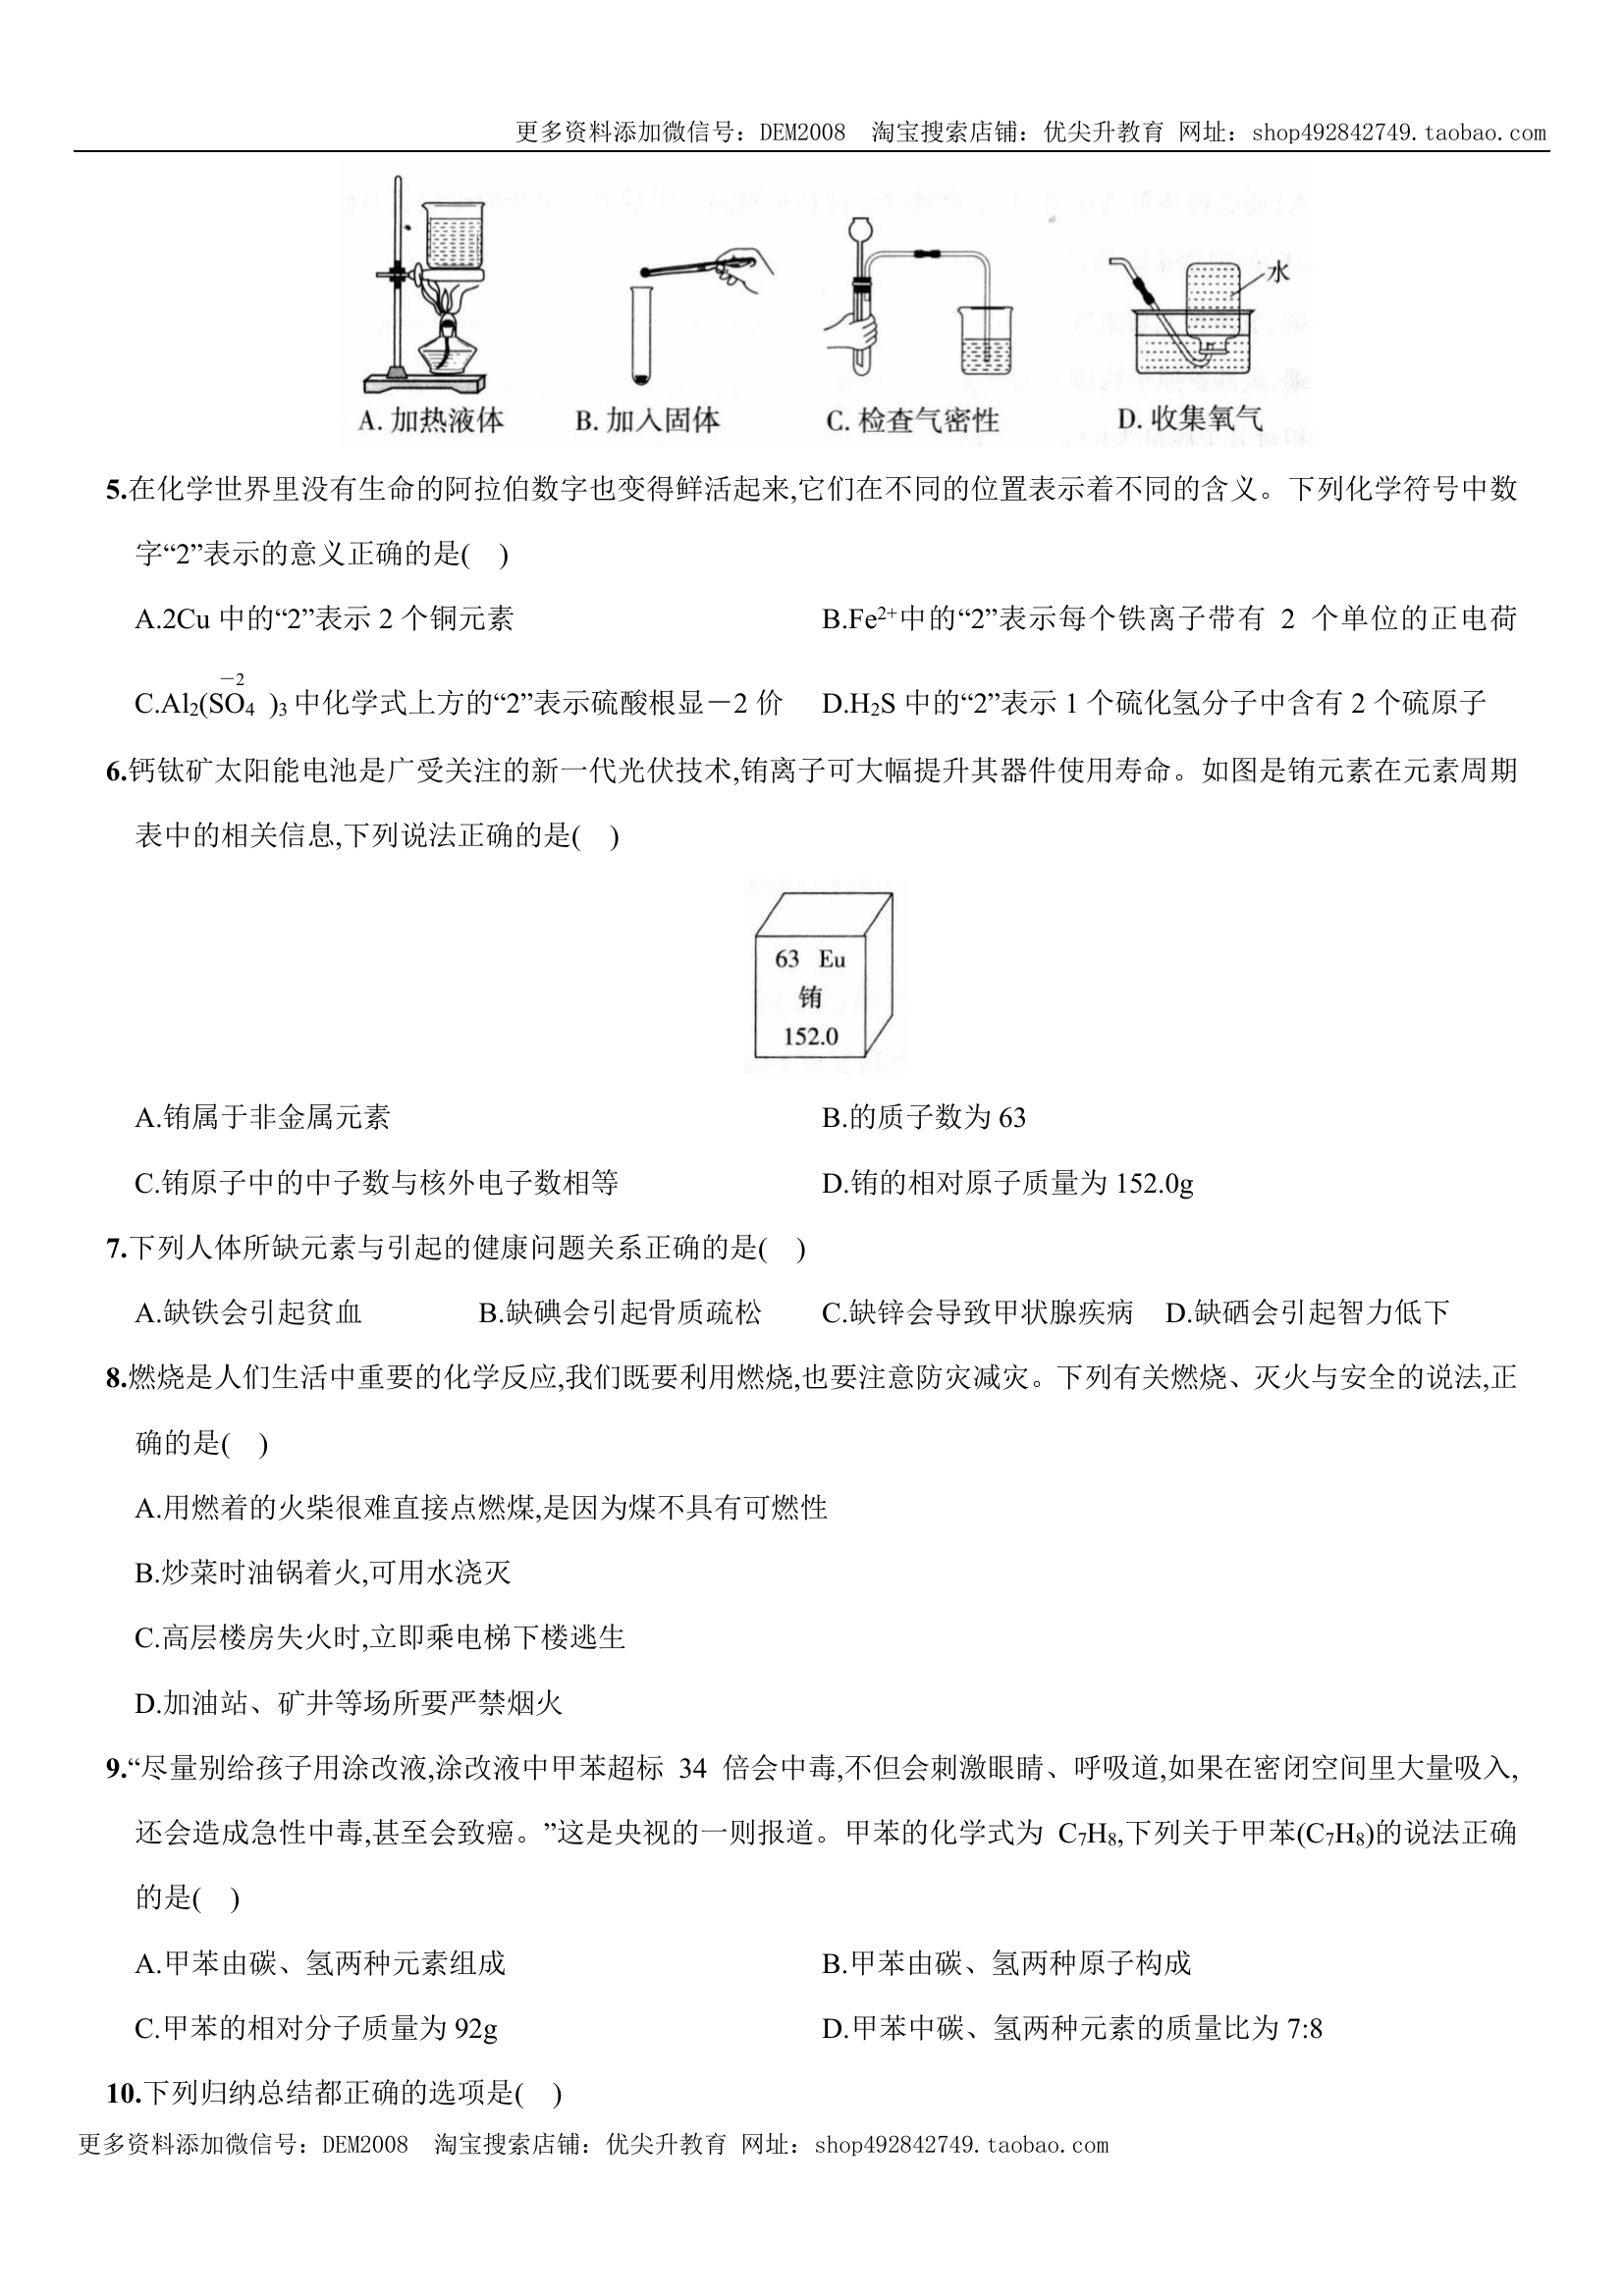 更多资料添加微信号：DEM2008 淘宝搜索店铺：优尖升教育 网址：shop492842749.taobao.com
水
A. 加热液体 B. 加入固体 C. 检查气密性 D. 收集氧气
5.在化学世界里没有生命的阿拉伯数字也变得鲜活起来,它们在不同的位置表示着不同的含义。下列化学符号中数
字“2”表示的意义正确的是( )
A.2Cu 中的“2”表示 2 个铜元素 B.Fe²⁺中的“2”表示每个铁离子带有 2 个单位的正电荷
－2
C.Al₂(SO₄ )₃ 中化学式上方的“2”表示硫酸根显－2 价 D.H₂S 中的“2”表示 1 个硫化氢分子中含有 2 个硫原子
6.钙钛矿太阳能电池是广受关注的新一代光伏技术,铕离子可大幅提升其器件使用寿命。如图是铕元素在元素周期
表中的相关信息,下列说法正确的是( )
63 Eu
铕
152.0
A.铕属于非金属元素 B.的质子数为 63
C.铕原子中的中子数与核外电子数相等 D.铕的相对原子质量为 152.0g
7.下列人体所缺元素与引起的健康问题关系正确的是( )
A.缺铁会引起贫血 B.缺碘会引起骨质疏松 C.缺锌会导致甲状腺疾病 D.缺硒会引起智力低下
8.燃烧是人们生活中重要的化学反应,我们既要利用燃烧,也要注意防灾减灾。下列有关燃烧、灭火与安全的说法,正
确的是( )
A.用燃着的火柴很难直接点燃煤,是因为煤不具有可燃性
B.炒菜时油锅着火,可用水浇灭
C.高层楼房失火时,立即乘电梯下楼逃生
D.加油站、矿井等场所要严禁烟火
9.“尽量别给孩子用涂改液,涂改液中甲苯超标 34 倍会中毒,不但会刺激眼睛、呼吸道,如果在密闭空间里大量吸入,
还会造成急性中毒,甚至会致癌。”这是央视的一则报道。甲苯的化学式为 C₇H₈,下列关于甲苯(C₇H₈)的说法正确
的是( )
A.甲苯由碳、氢两种元素组成 B.甲苯由碳、氢两种原子构成
C.甲苯的相对分子质量为 92g D.甲苯中碳、氢两种元素的质量比为 7:8
10.下列归纳总结都正确的选项是( )
更多资料添加微信号：DEM2008 淘宝搜索店铺：优尖升教育 网址：shop492842749.taobao.com